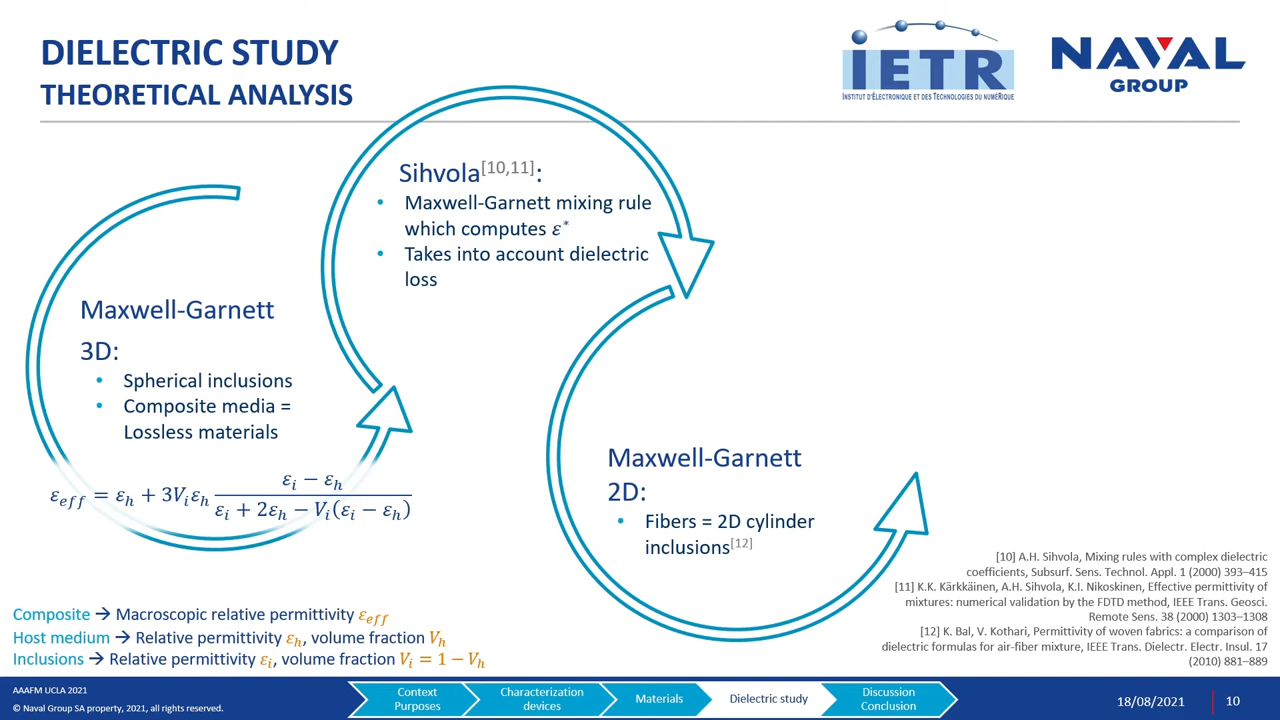 DIELECTRIC STUDY
THEORETICAL ANALYSIS
iETR
INSTITUT D'ÉLECTRONIQUE ET DES TECHNOLOGIES DU NUMÉRIQUE
NAVAL
GROUP
Sihvola[10,11]:
• Maxwell-Garnett mixing rule
which computes ε*
• Takes into account dielectric
loss
Maxwell-Garnett
3D:
• Spherical inclusions
• Composite media =
Lossless materials
ε_eff = ε_h + 3V_iε_h (ε_i − ε_h) / (ε_i + 2ε_h − V_i(ε_i − ε_h))
Maxwell-Garnett
2D:
• Fibers = 2D cylinder
inclusions[12]
Composite → Macroscopic relative permittivity ε_eff
Host medium → Relative permittivity ε_h, volume fraction V_h
Inclusions → Relative permittivity ε_i, volume fraction V_i = 1 − V_h
[10] A.H. Sihvola, Mixing rules with complex dielectric
coefficients, Subsurf. Sens. Technol. Appl. 1 (2000) 393–415
[11] K.K. Kärkkäinen, A.H. Sihvola, K.I. Nikoskinen, Effective permittivity of
mixtures: numerical validation by the FDTD method, IEEE Trans. Geosci.
Remote Sens. 38 (2000) 1303–1308
[12] K. Bal, V. Kothari, Permittivity of woven fabrics: a comparison of
dielectric formulas for air-fiber mixture, IEEE Trans. Dielectr. Electr. Insul. 17
(2010) 881–889
AAAFM UCLA 2021
© Naval Group SA property, 2021, all rights reserved.
Context
Purposes
Characterization
devices
Materials
Dielectric study
Discussion
Conclusion
18/08/2021
10